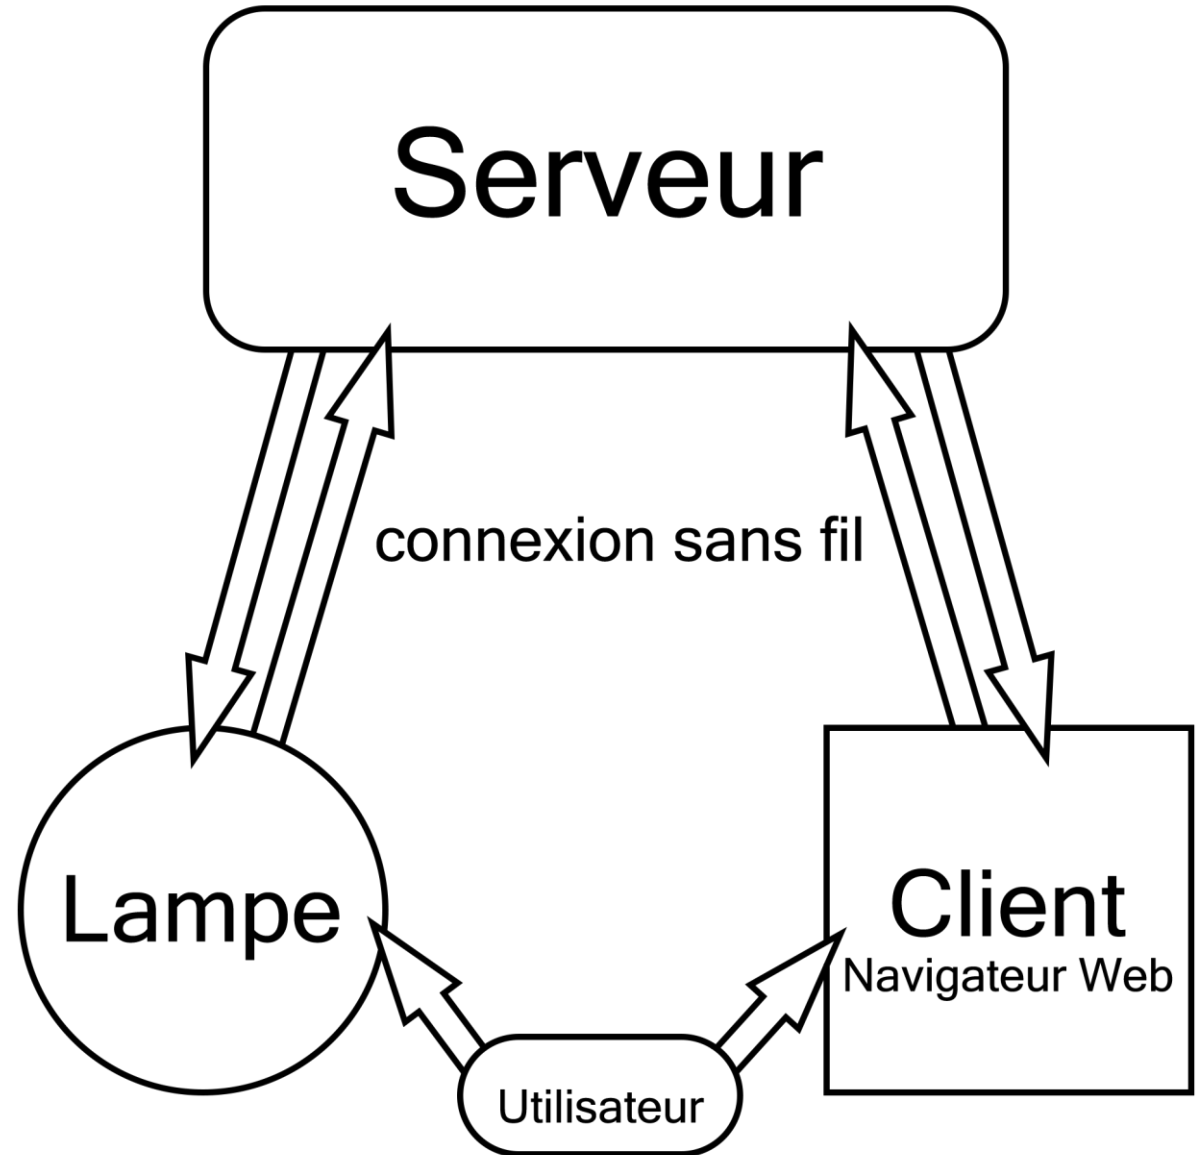 Serveur
connexion sans fil
Lampe
Client
Navigateur Web
Utilisateur